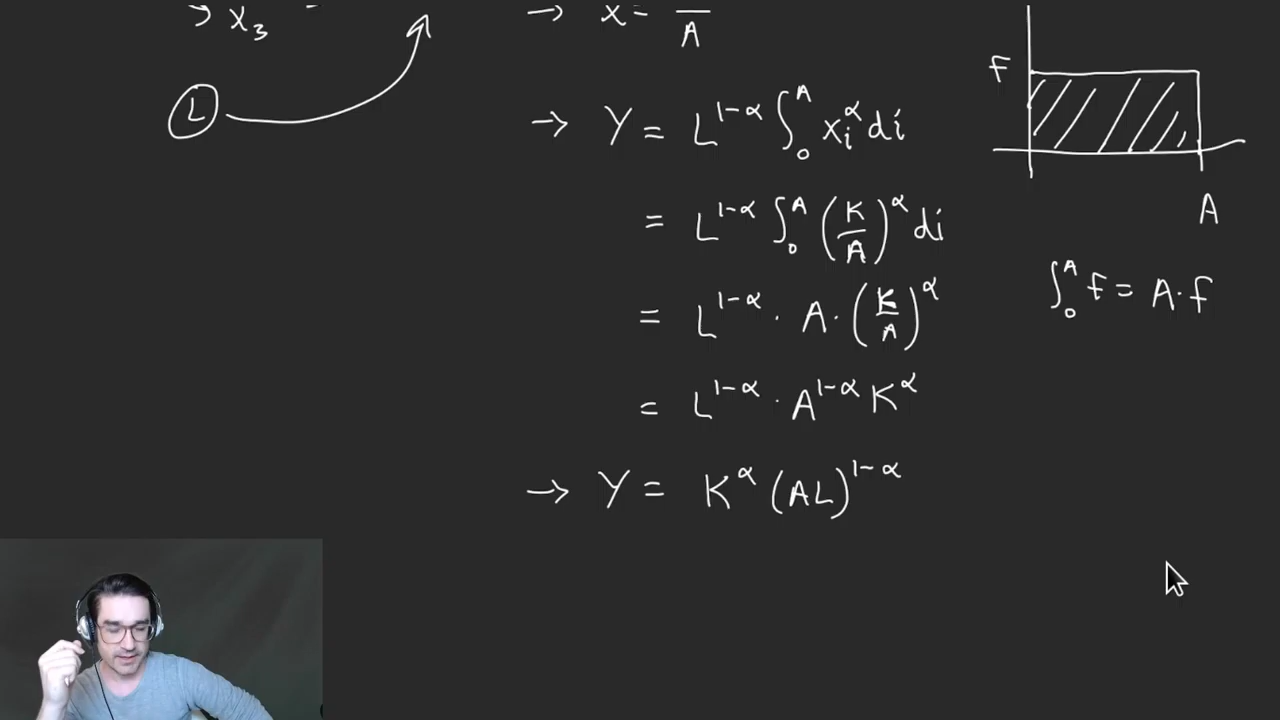 → x₃
L
→ x = — / A
→ Y = L^{1-α} ∫₀^A xᵢ^α di
= L^{1-α} ∫₀^A (K/A)^α di
= L^{1-α} · A · (K/A)^α
= L^{1-α} · A^{1-α} K^α
→ Y = K^α (AL)^{1-α}
F
A
∫₀^A f = A · f